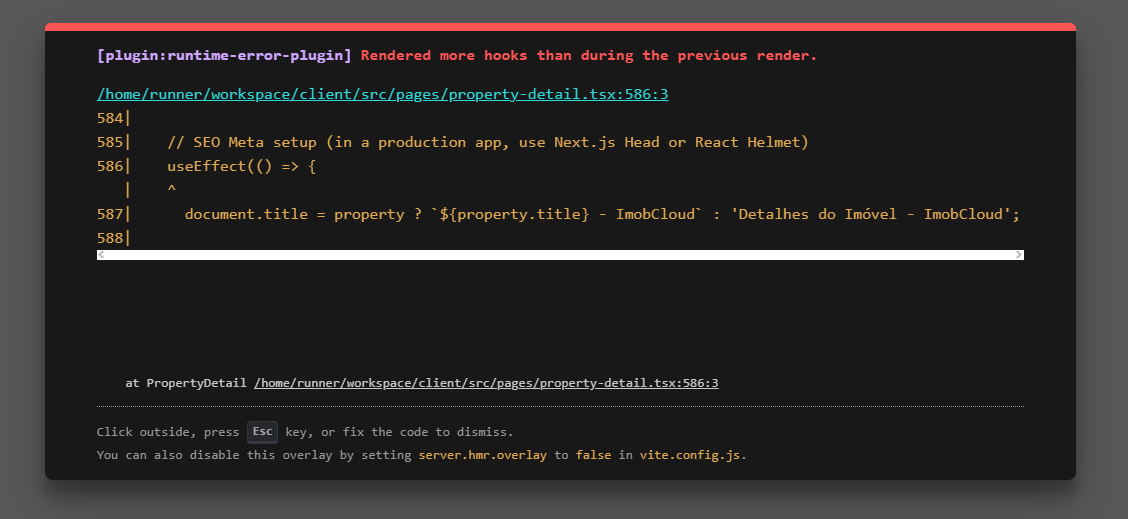 [plugin:runtime-error-plugin] Rendered more hooks than during the previous render.
/home/runner/workspace/client/src/pages/property-detail.tsx:586:3
584|
585|    // SEO Meta setup (in a production app, use Next.js Head or React Helmet)
586|    useEffect(() => {
   |    ^
587|      document.title = property ? `${property.title} - ImobCloud` : 'Detalhes do Imóvel - ImobCloud';
588|
at PropertyDetail /home/runner/workspace/client/src/pages/property-detail.tsx:586:3
Click outside, press Esc key, or fix the code to dismiss.
You can also disable this overlay by setting server.hmr.overlay to false in vite.config.js.